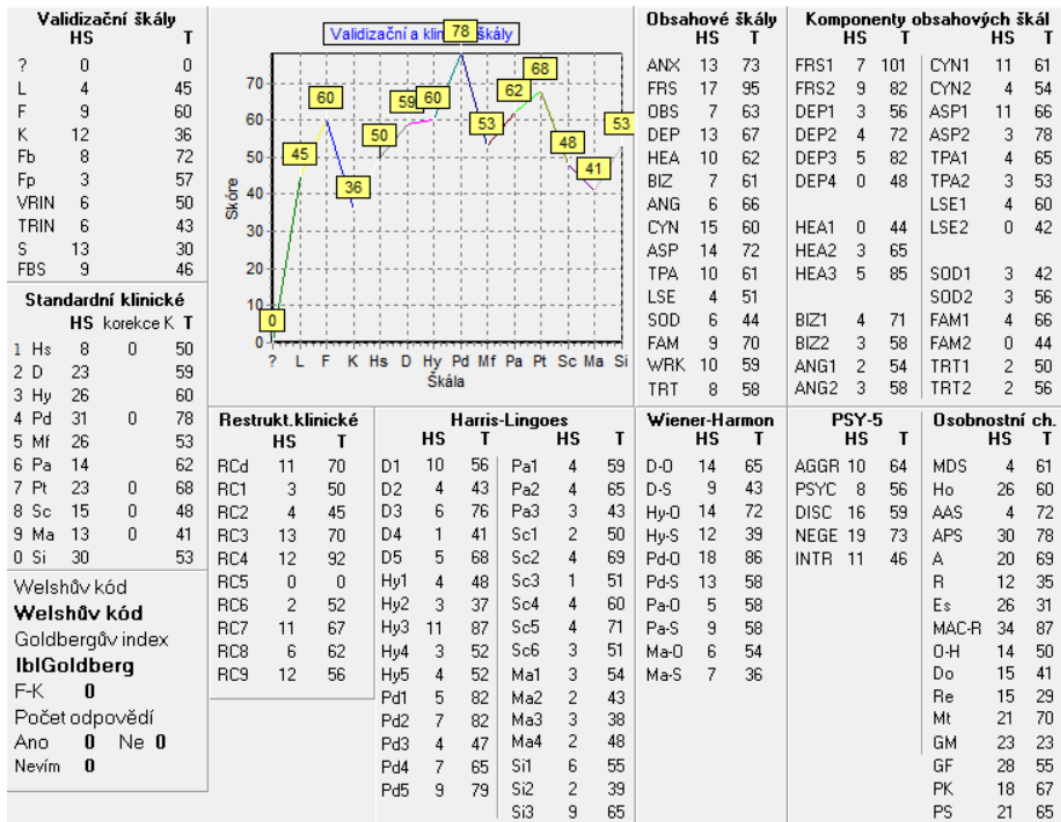 Validizační škály
HS T
? 0 0
L 4 45
F 9 60
K 12 36
Fb 8 72
Fp 3 57
VRIN 6 50
TRIN 6 43
S 13 30
FBS 9 46
Standardní klinické
HS korekce K T
1 Hs 8 0 50
2 D 23 59
3 Hy 26 60
4 Pd 31 0 78
5 Mf 26 53
6 Pa 14 62
7 Pt 23 0 68
8 Sc 15 0 48
9 Ma 13 0 41
0 Si 30 53
Welshův kód
Welshův kód
Goldbergův index
lblGoldberg
F-K 0
Počet odpovědí
Ano 0 Ne 0
Nevím 0
Validizační a klin škály
78
68
62
60
59 60
53
53
50
48
45
41
36
0
70
60
50
40
30
20
10
0
Skóre
? L F K Hs D Hy Pd Mf Pa Pt Sc Ma Si
Škála
Obsahové škály
HS T
ANX 13 73
FRS 17 95
OBS 7 63
DEP 13 67
HEA 10 62
BIZ 7 61
ANG 6 66
CYN 15 60
ASP 14 72
TPA 10 61
LSE 4 51
SOD 6 44
FAM 9 70
WRK 10 59
TRT 8 58
Komponenty obsahových škál
HS T HS T
FRS1 7 101 CYN1 11 61
FRS2 9 82 CYN2 4 54
DEP1 3 56 ASP1 11 66
DEP2 4 72 ASP2 3 78
DEP3 5 82 TPA1 4 65
DEP4 0 48 TPA2 3 53
LSE1 4 60
HEA1 0 44 LSE2 0 42
HEA2 3 65
HEA3 5 85 SOD1 3 42
SOD2 3 56
BIZ1 4 71 FAM1 4 66
BIZ2 3 58 FAM2 0 44
ANG1 2 54 TRT1 2 50
ANG2 3 58 TRT2 2 56
Restrukt.klinické
HS T
RCd 11 70
RC1 3 50
RC2 4 45
RC3 13 70
RC4 12 92
RC5 0 0
RC6 2 52
RC7 11 67
RC8 6 62
RC9 12 56
Harris-Lingoes
HS T HS T
D1 10 56 Pa1 4 59
D2 4 43 Pa2 4 65
D3 6 76 Pa3 3 43
D4 1 41 Sc1 2 50
D5 5 68 Sc2 4 69
Hy1 4 48 Sc3 1 51
Hy2 3 37 Sc4 4 60
Hy3 11 87 Sc5 4 71
Hy4 3 52 Sc6 3 51
Hy5 4 52 Ma1 3 54
Pd1 5 82 Ma2 2 43
Pd2 7 82 Ma3 3 38
Pd3 4 47 Ma4 2 48
Pd4 7 65 Si1 6 55
Pd5 9 79 Si2 2 39
Si3 9 65
Wiener-Harmon
HS T
D-O 14 65
D-S 9 43
Hy-O 14 72
Hy-S 12 39
Pd-O 18 86
Pd-S 13 58
Pa-O 5 58
Pa-S 9 58
Ma-O 6 54
Ma-S 7 36
PSY-5
HS T
AGGR 10 64
PSYC 8 56
DISC 16 59
NEGE 19 73
INTR 11 46
Osobnostní ch.
HS T
MDS 4 61
Ho 26 60
AAS 4 72
APS 30 78
A 20 69
R 12 35
Es 26 31
MAC-R 34 87
O-H 14 50
Do 15 41
Re 15 29
Mt 21 70
GM 23 23
GF 28 55
PK 18 67
PS 21 65